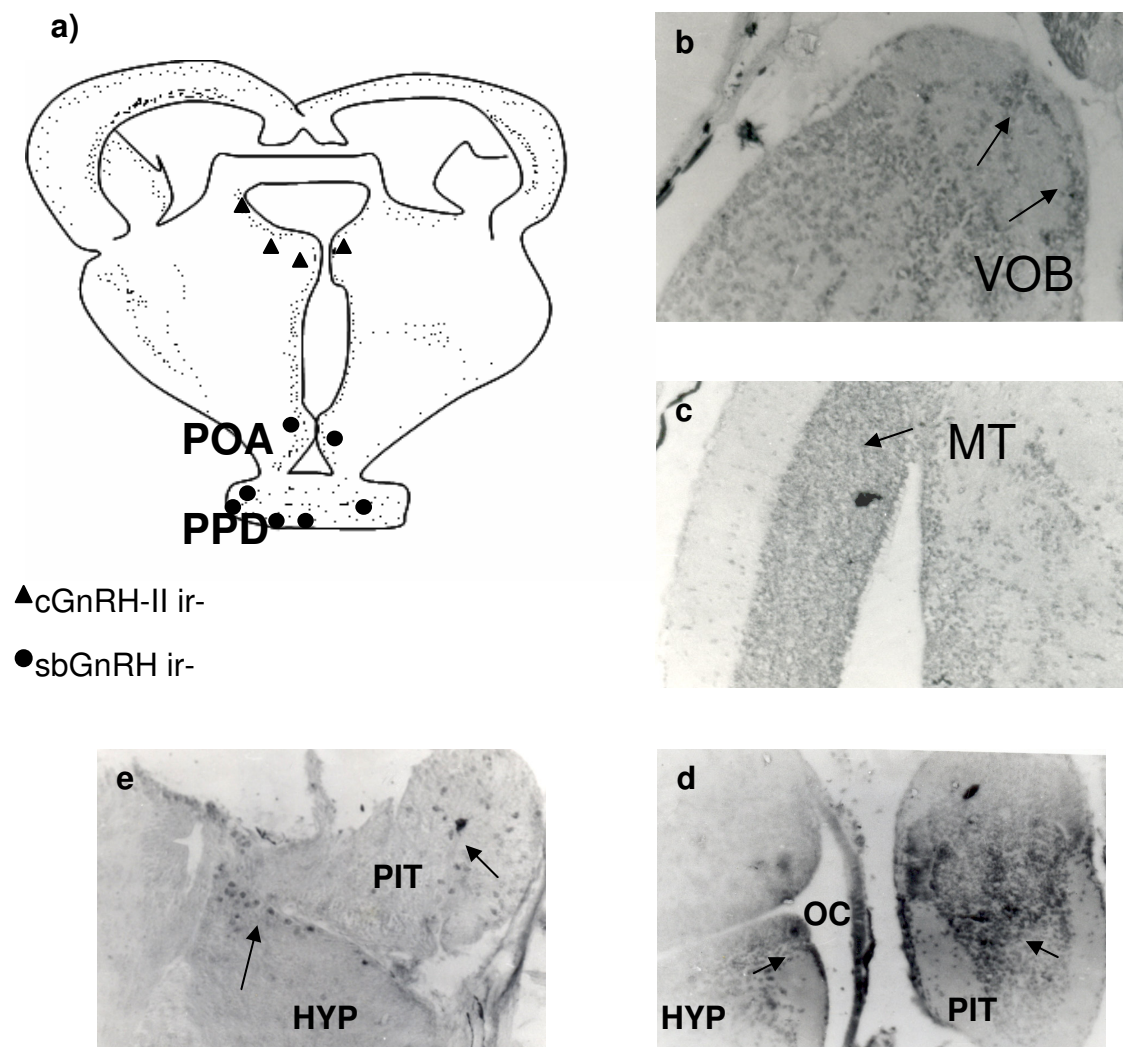 a)
POA
PPD
cGnRH-II ir-
sbGnRH ir-
b
VOB
c
MT
e
PIT
HYP
d
OC
HYP
PIT